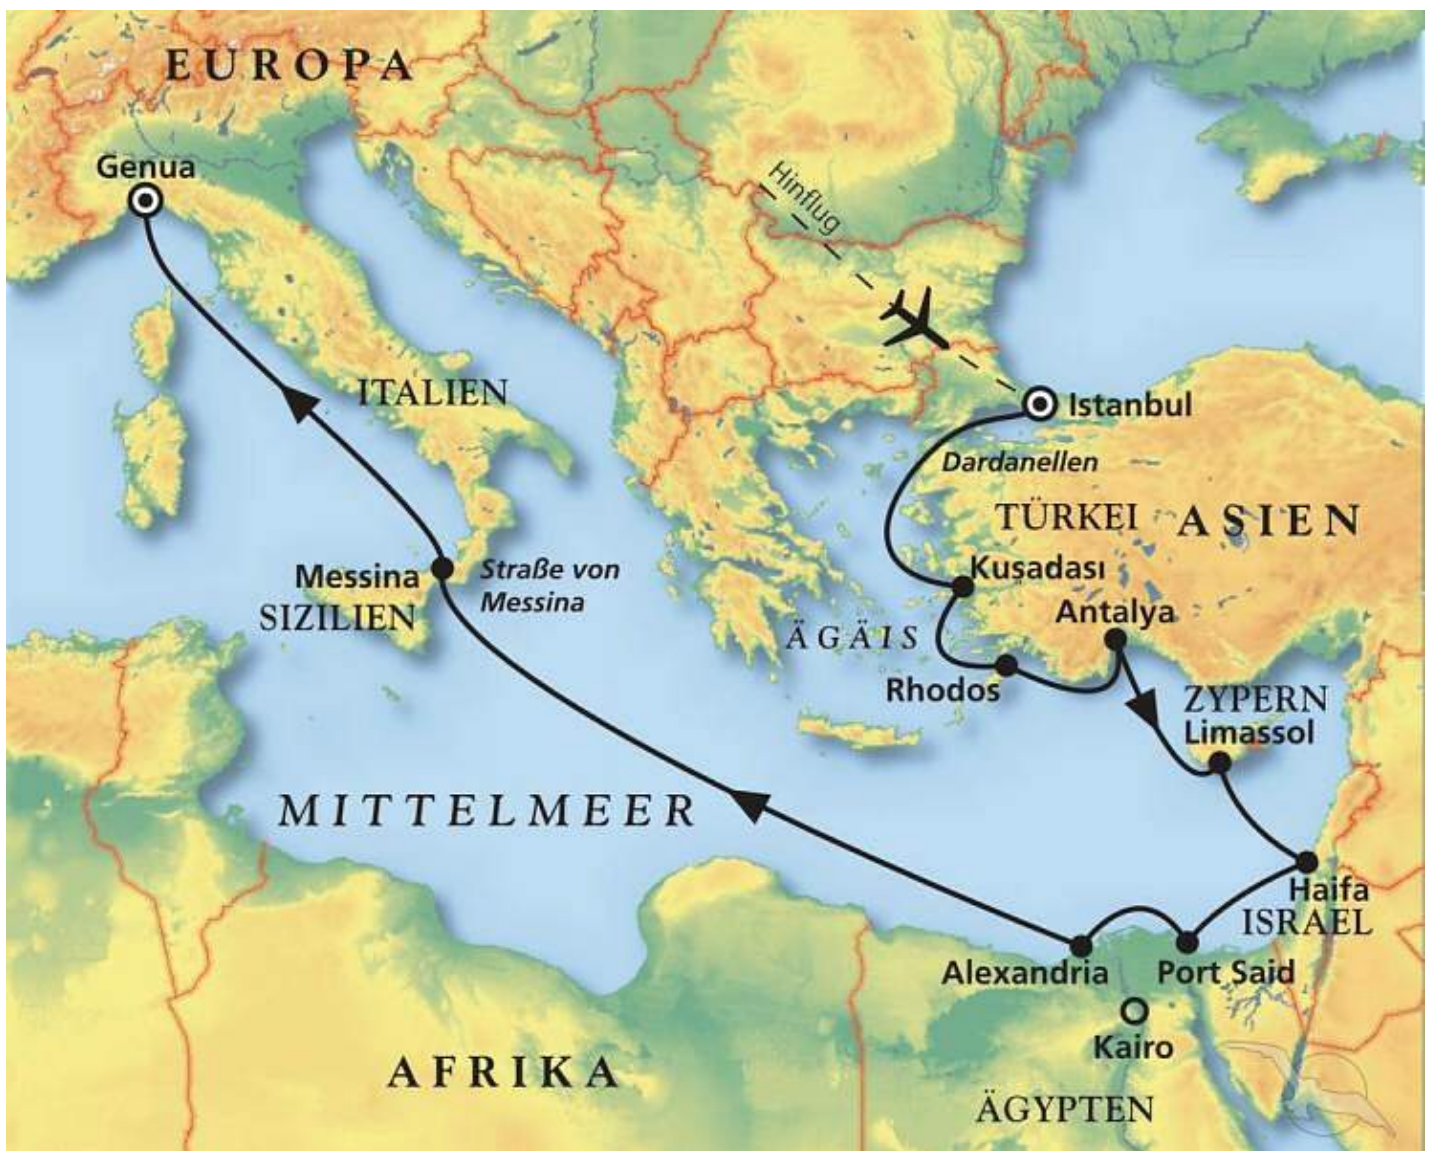 EUROPA
Genua
Hinflug
ITALIEN
Istanbul
Dardanellen
TÜRKEI
ASIEN
Messina
SIZILIEN
Straße von
Messina
Kusadası
Antalya
ÄGÄIS
Rhodos
ZYPERN
Limassol
MITTELMEER
Haifa
ISRAEL
Alexandria
Port Said
Kairo
AFRIKA
ÄGYPTEN